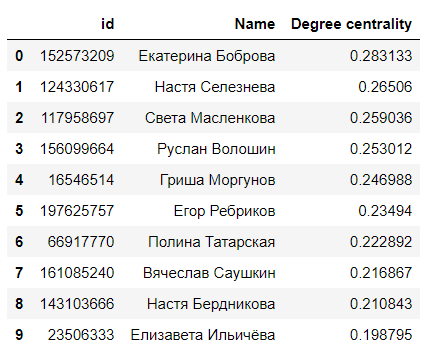 id Name Degree centrality
0 152573209 Екатерина Боброва 0.283133
1 124330617 Настя Селезнева 0.26506
2 117958697 Света Масленкова 0.259036
3 156099664 Руслан Волошин 0.253012
4 16546514 Гриша Моргунов 0.246988
5 197625757 Егор Ребриков 0.23494
6 66917770 Полина Татарская 0.222892
7 161085240 Вячеслав Саушкин 0.216867
8 143103666 Настя Бердникова 0.210843
9 23506333 Елизавета Ильичёва 0.198795